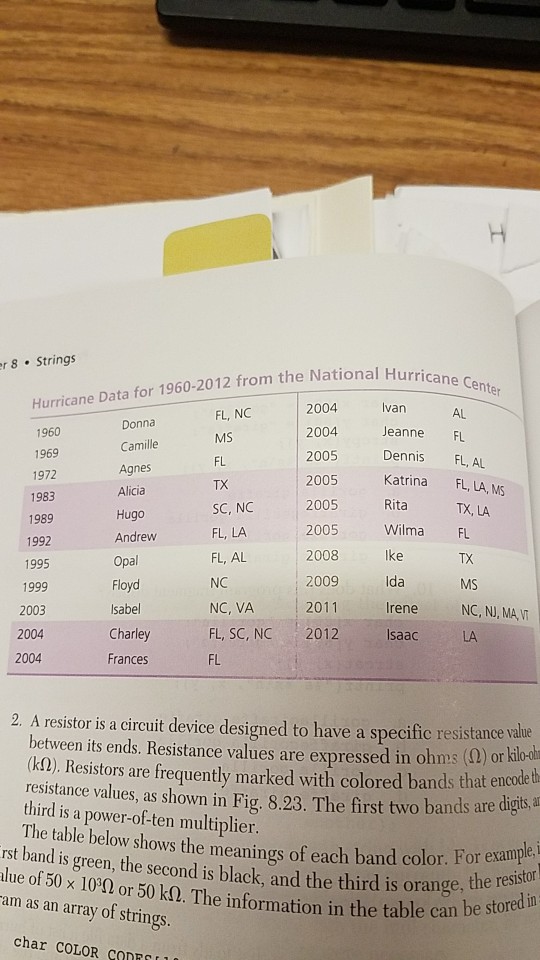 H
er 8 • Strings
Hurricane Data for 1960-2012 from the National Hurricane Center
1960 Donna FL, NC 2004 Ivan AL
1969 Camille MS 2004 Jeanne FL
1972 Agnes FL 2005 Dennis FL, AL
1983 Alicia TX 2005 Katrina FL, LA, MS
1989 Hugo SC, NC 2005 Rita TX, LA
1992 Andrew FL, LA 2005 Wilma FL
1995 Opal FL, AL 2008 Ike TX
1999 Floyd NC 2009 Ida MS
2003 Isabel NC, VA 2011 Irene NC, NJ, MA, VT
2004 Charley FL, SC, NC 2012 Isaac LA
2004 Frances FL
2. A resistor is a circuit device designed to have a specific resistance value
between its ends. Resistance values are expressed in ohms (Ω) or kilo-ohm
(kΩ). Resistors are frequently marked with colored bands that encode th
resistance values, as shown in Fig. 8.23. The first two bands are digits, an
third is a power-of-ten multiplier.
The table below shows the meanings of each band color. For example, i
rst band is green, the second is black, and the third is orange, the resistor
alue of 50 × 10³Ω or 50 kΩ. The information in the table can be stored in
ram as an array of strings.
char COLOR_CODES[